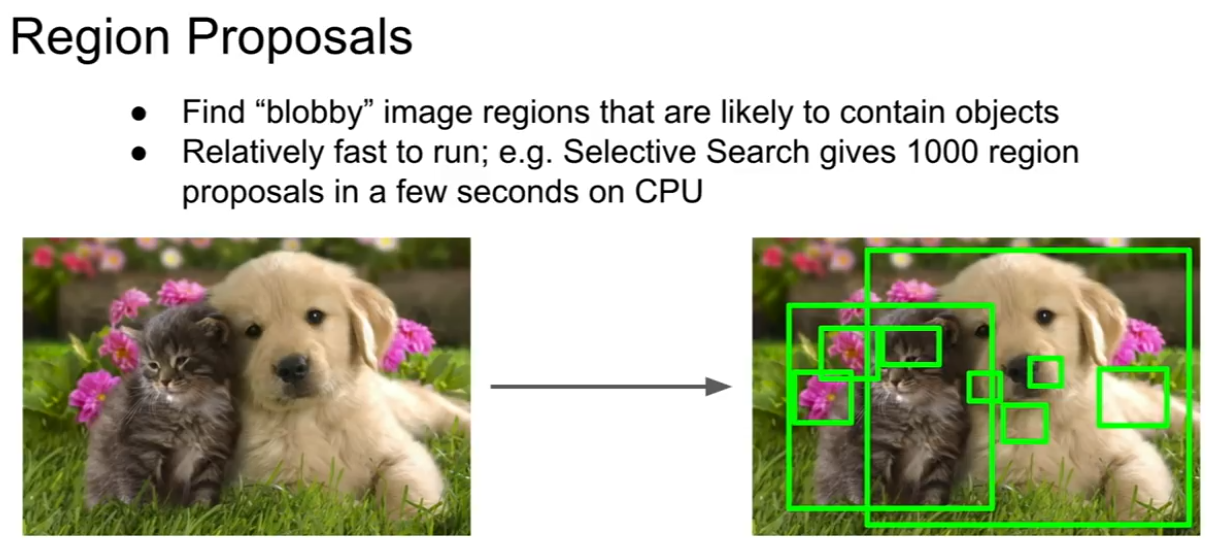 Region Proposals
● Find “blobby” image regions that are likely to contain objects
● Relatively fast to run; e.g. Selective Search gives 1000 region
proposals in a few seconds on CPU